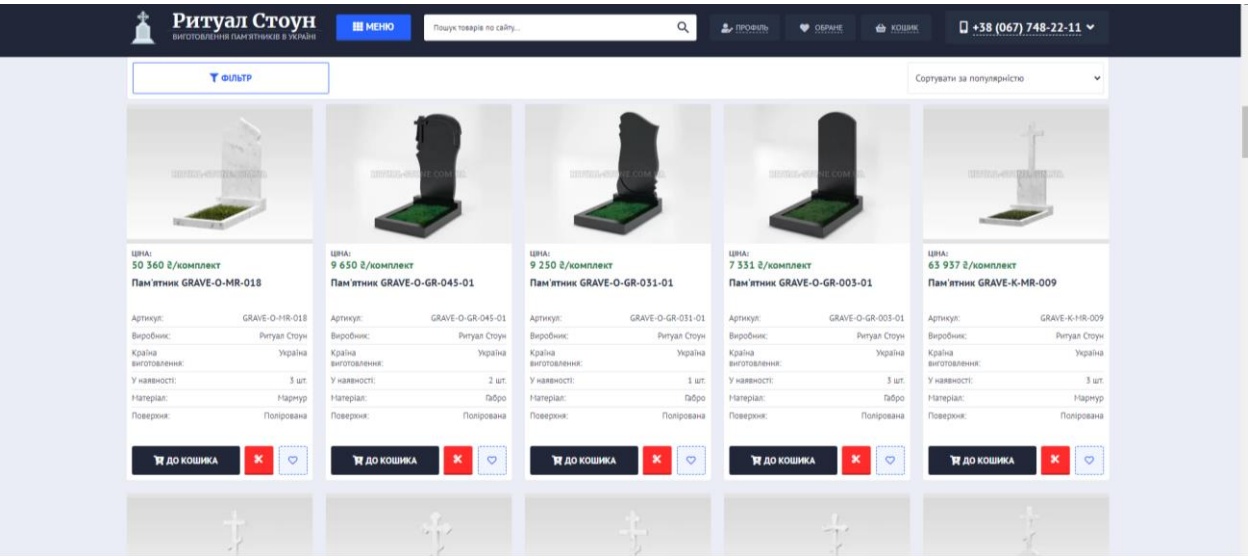 Ритуал Стоун
ВИГОТОВЛЕННЯ ПАМ'ЯТНИКІВ В УКРАЇНІ
МЕНЮ
Пошук товарів по сайту...
ПРОФІЛЬ
ОБРАНЕ
КОШИК
+38 (067) 748-22-11
ФІЛЬТР
Сортувати за популярністю
ЦІНА:
50 360 ₴/комплект
Пам'ятник GRAVE-O-MR-018
Артикул: GRAVE-O-MR-018
Виробник: Ритуал Стоун
Країна виготовлення: Україна
У наявності: 3 шт.
Матеріал: Мармур
Поверхня: Полірована
ДО КОШИКА
RITUAL-STONE.COM.UA
ЦІНА:
9 650 ₴/комплект
Пам'ятник GRAVE-O-GR-045-01
Артикул: GRAVE-O-GR-045-01
Виробник: Ритуал Стоун
Країна виготовлення: Україна
У наявності: 2 шт.
Матеріал: Габро
Поверхня: Полірована
ДО КОШИКА
ЦІНА:
9 250 ₴/комплект
Пам'ятник GRAVE-O-GR-031-01
Артикул: GRAVE-O-GR-031-01
Виробник: Ритуал Стоун
Країна виготовлення: Україна
У наявності: 1 шт.
Матеріал: Габро
Поверхня: Полірована
ДО КОШИКА
ЦІНА:
7 331 ₴/комплект
Пам'ятник GRAVE-O-GR-003-01
Артикул: GRAVE-O-GR-003-01
Виробник: Ритуал Стоун
Країна виготовлення: Україна
У наявності: 3 шт.
Матеріал: Габро
Поверхня: Полірована
ДО КОШИКА
ЦІНА:
63 937 ₴/комплект
Пам'ятник GRAVE-K-MR-009
Артикул: GRAVE-K-MR-009
Виробник: Ритуал Стоун
Країна виготовлення: Україна
У наявності: 3 шт.
Матеріал: Мармур
Поверхня: Полірована
ДО КОШИКА